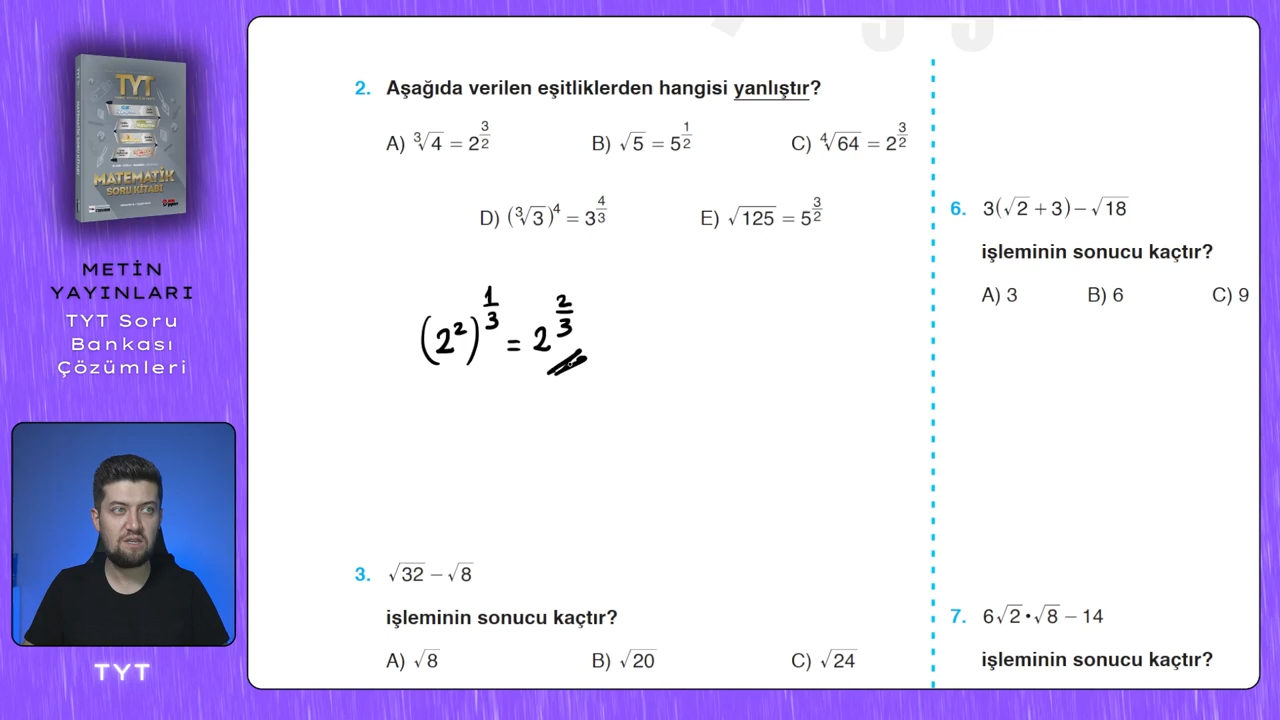 TYT
MATEMATİK
SORU KİTABI
METİN
YAYINLARI
TYT Soru
Bankası
Çözümleri
TYT
2. Aşağıda verilen eşitliklerden hangisi yanlıştır?
A) ∛4 = 2^(3/2) B) √5 = 5^(1/2) C) ∜64 = 2^(3/2)
D) (∛3)^4 = 3^(4/3) E) √125 = 5^(3/2)
(2²)^(1/3) = 2^(2/3)
3. √32 − √8
işleminin sonucu kaçtır?
A) √8 B) √20 C) √24
6. 3(√2 + 3) − √18
işleminin sonucu kaçtır?
A) 3 B) 6 C) 9
7. 6√2 • √8 − 14
işleminin sonucu kaçtır?